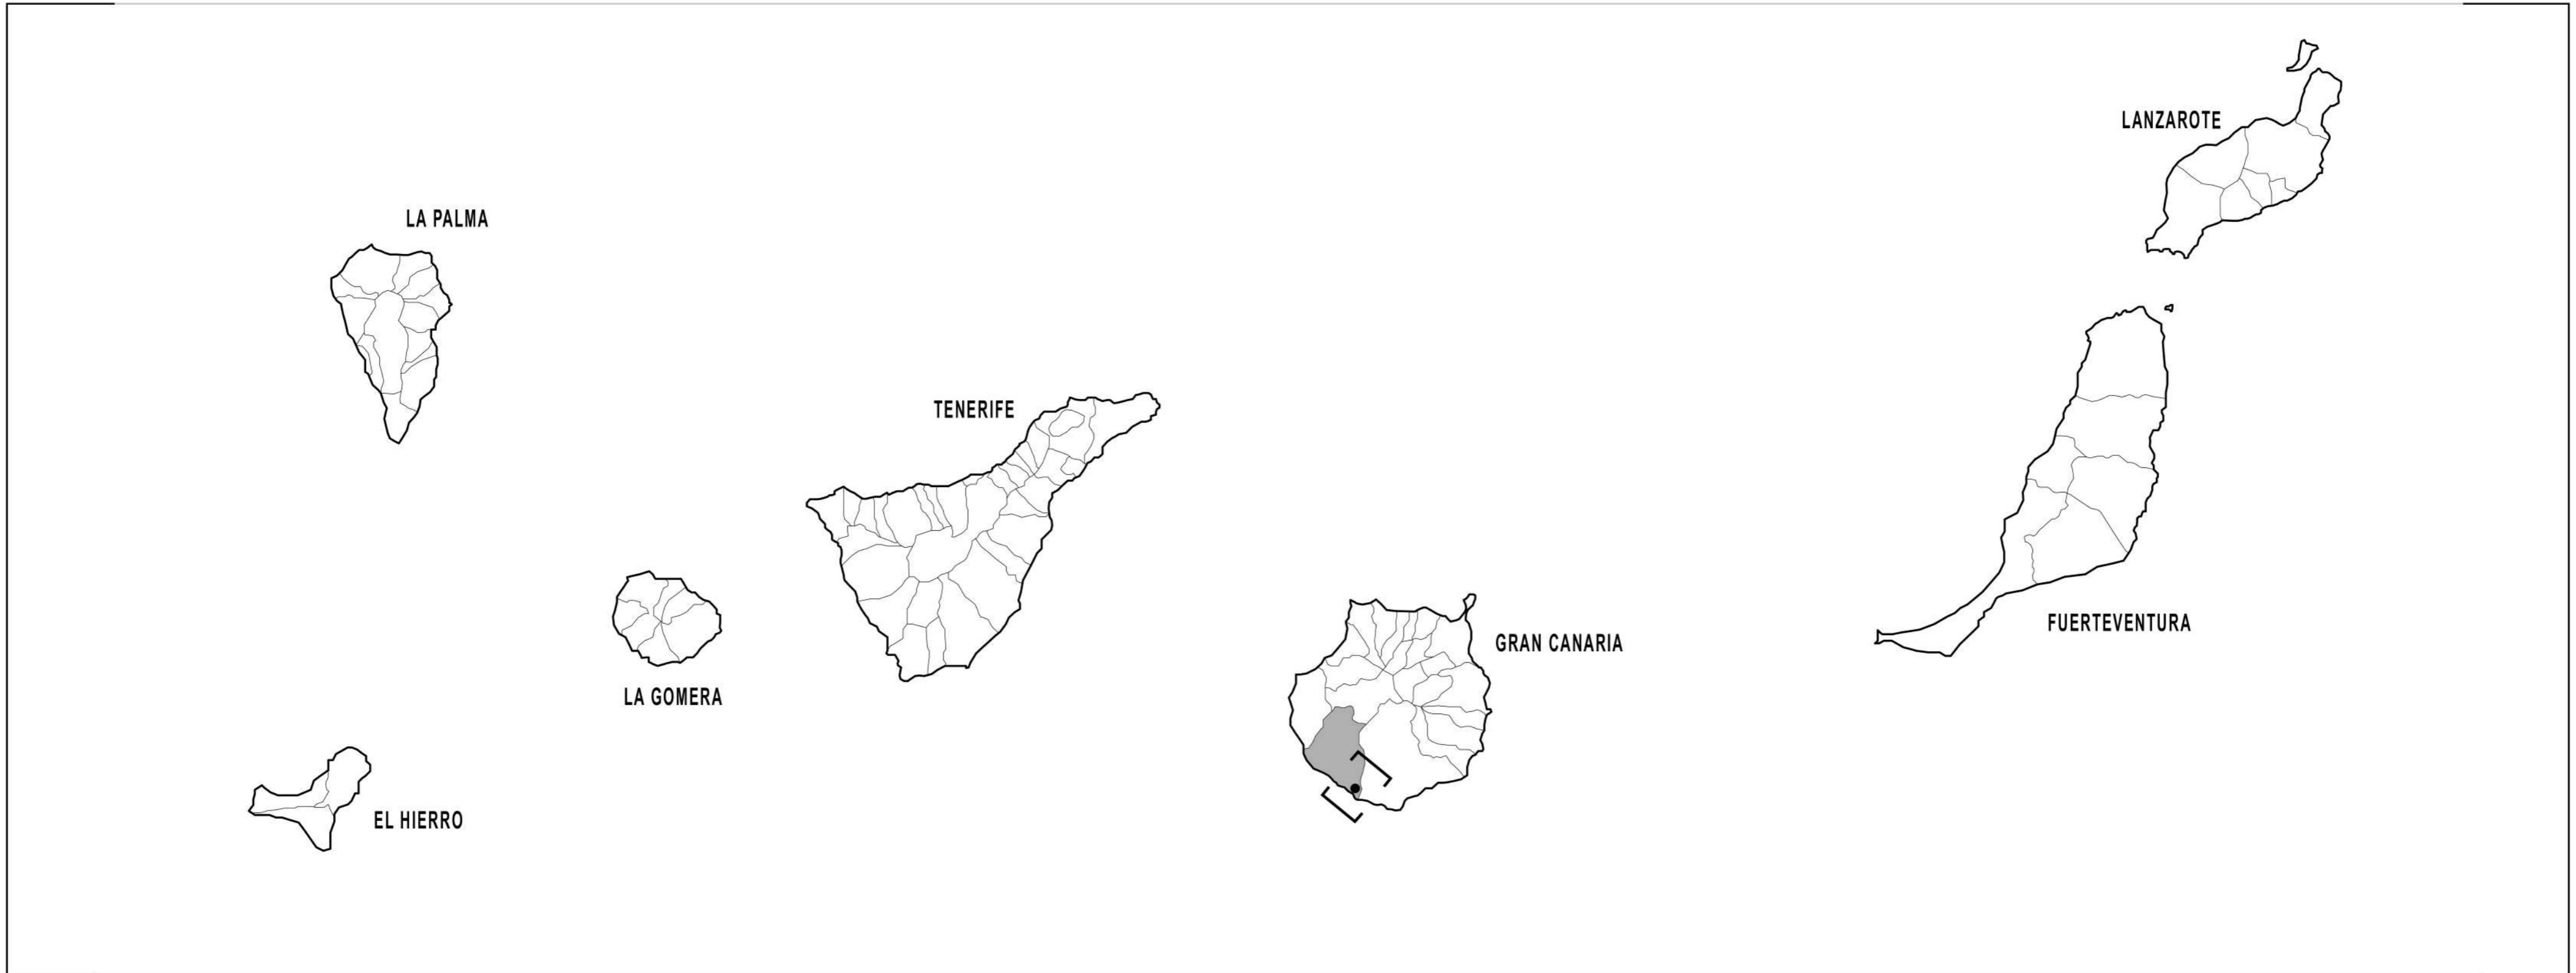 LANZAROTE
LA PALMA
TENERIFE
FUERTEVENTURA
GRAN CANARIA
LA GOMERA
EL HIERRO